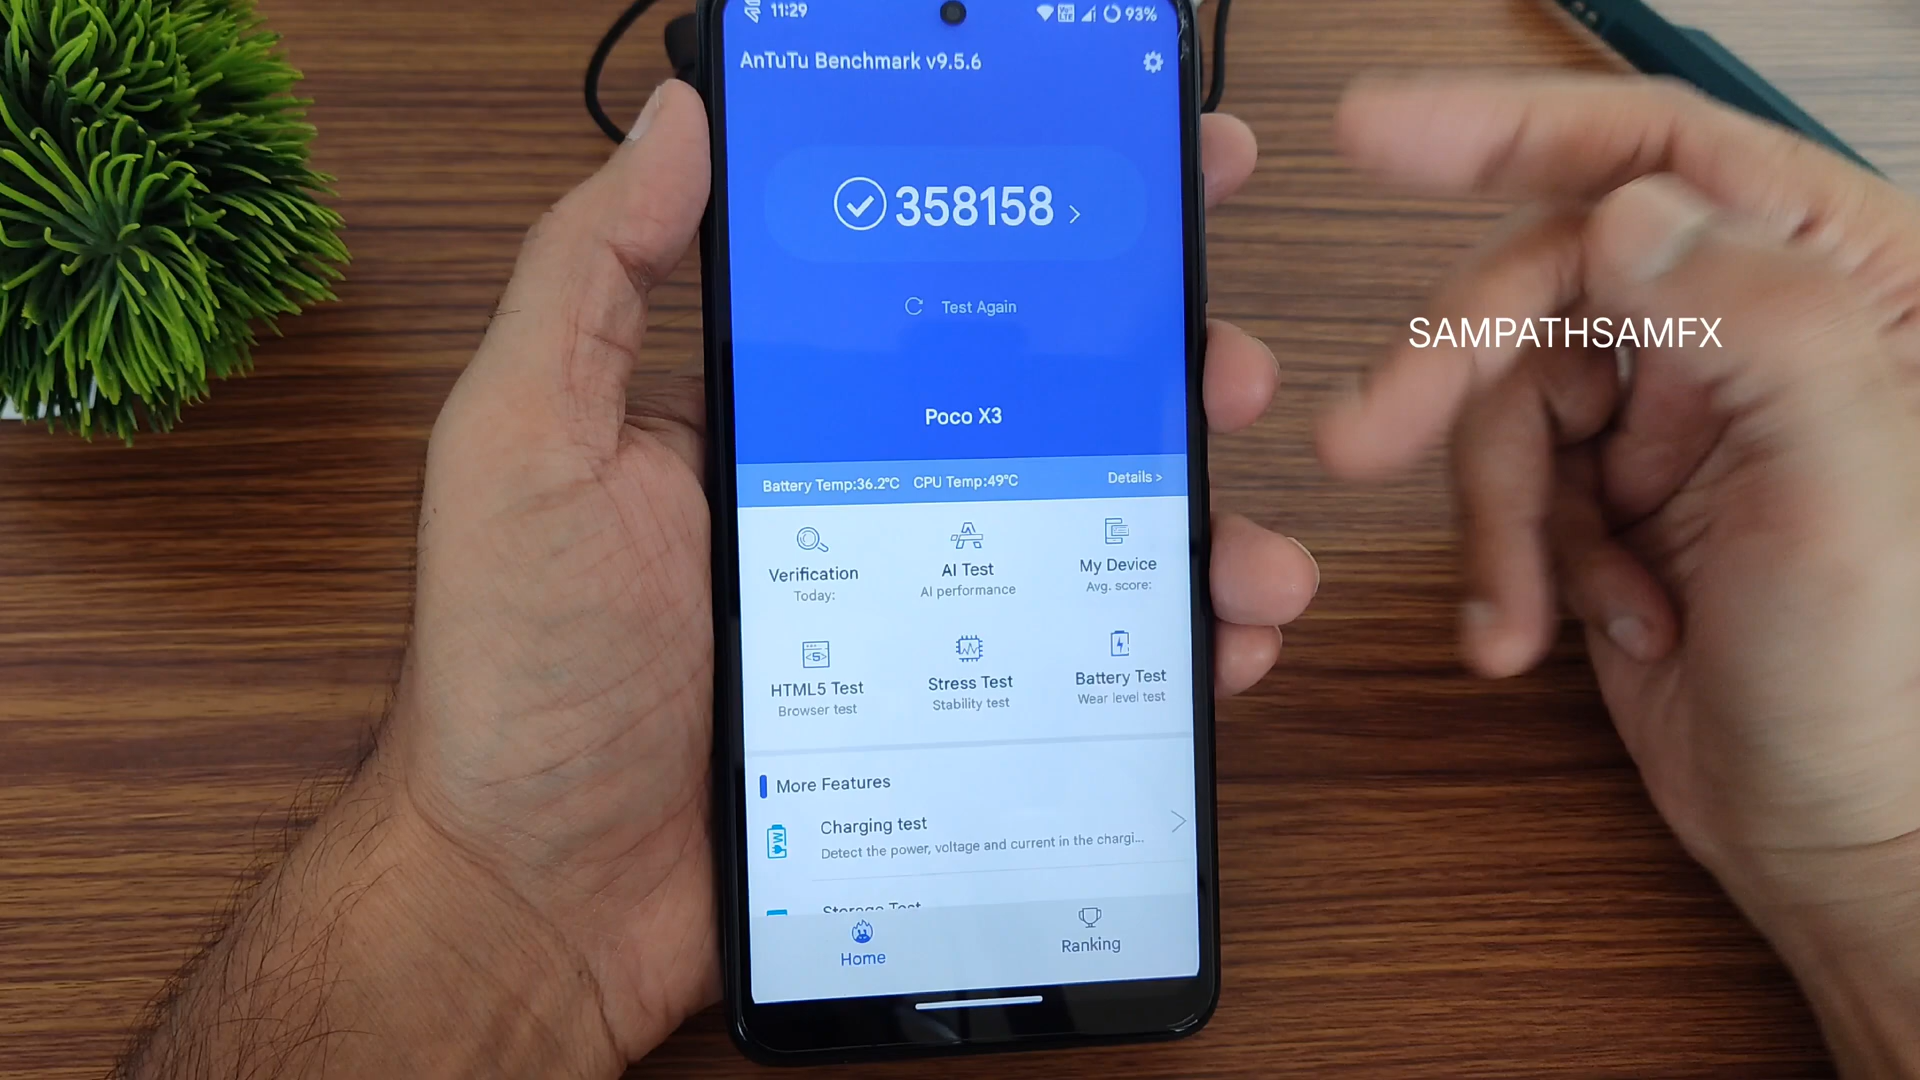 11:29
93%
AnTuTu Benchmark v9.5.6
358158 >
Test Again
SAMPATHSAMFX
Poco X3
Battery Temp:36.2°C CPU Temp:49°C Details >
Verification AI Test My Device
Today: AI performance Avg. score:
HTML5 Test Stress Test Battery Test
Browser test Stability test Wear level test
More Features
Charging test
Detect the power, voltage and current in the chargi...
Storage Test
Home Ranking